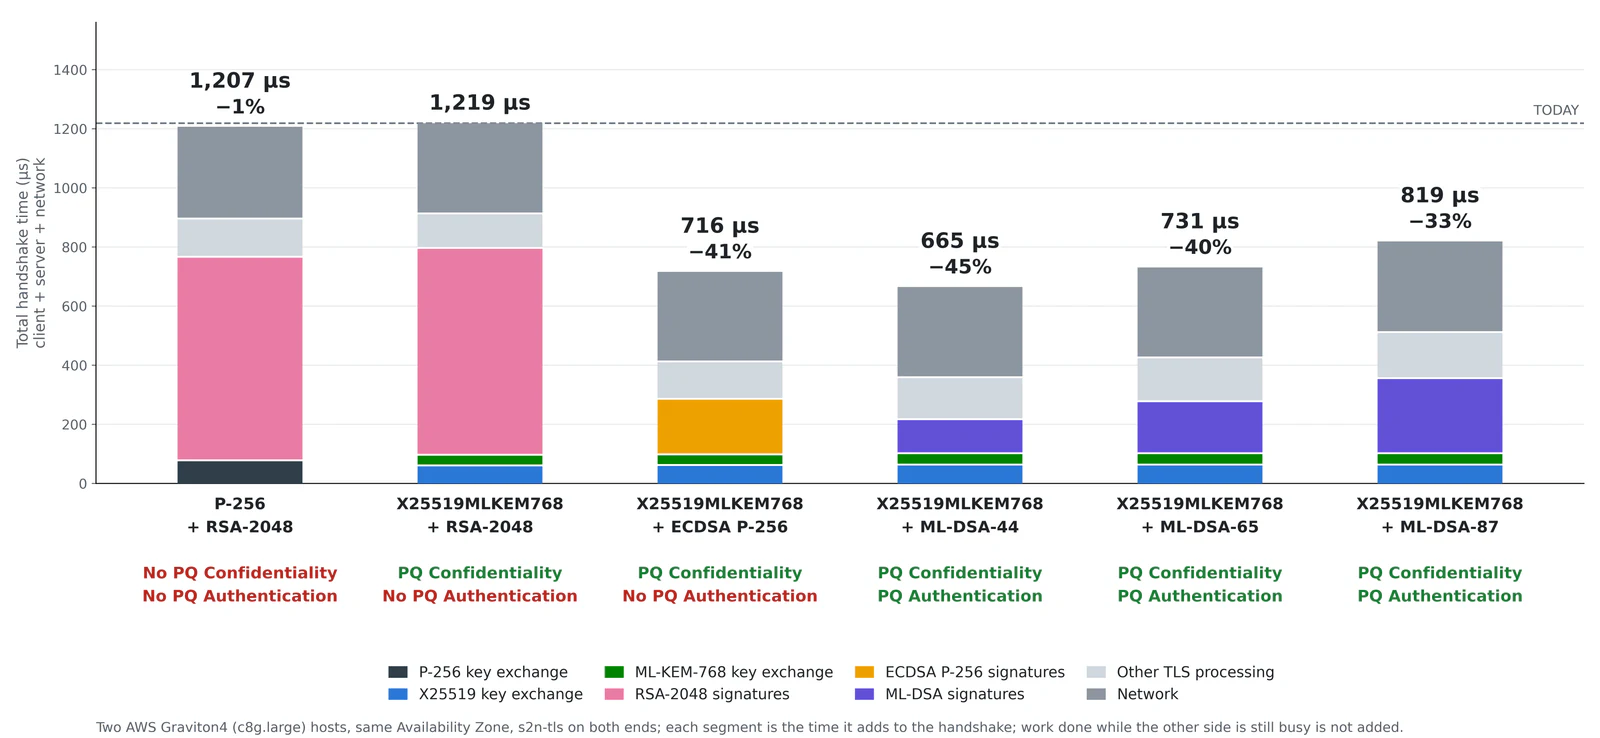 Total handshake time (µs)
client + server + network
1400
1200
1000
800
600
400
200
0
TODAY
1,207 µs
−1%
1,219 µs
716 µs
−41%
665 µs
−45%
731 µs
−40%
819 µs
−33%
P-256
+ RSA-2048
X25519MLKEM768
+ RSA-2048
X25519MLKEM768
+ ECDSA P-256
X25519MLKEM768
+ ML-DSA-44
X25519MLKEM768
+ ML-DSA-65
X25519MLKEM768
+ ML-DSA-87
No PQ Confidentiality
No PQ Authentication
PQ Confidentiality
No PQ Authentication
PQ Confidentiality
No PQ Authentication
PQ Confidentiality
PQ Authentication
PQ Confidentiality
PQ Authentication
PQ Confidentiality
PQ Authentication
P-256 key exchange
X25519 key exchange
ML-KEM-768 key exchange
RSA-2048 signatures
ECDSA P-256 signatures
ML-DSA signatures
Other TLS processing
Network
Two AWS Graviton4 (c8g.large) hosts, same Availability Zone, s2n-tls on both ends; each segment is the time it adds to the handshake; work done while the other side is still busy is not added.